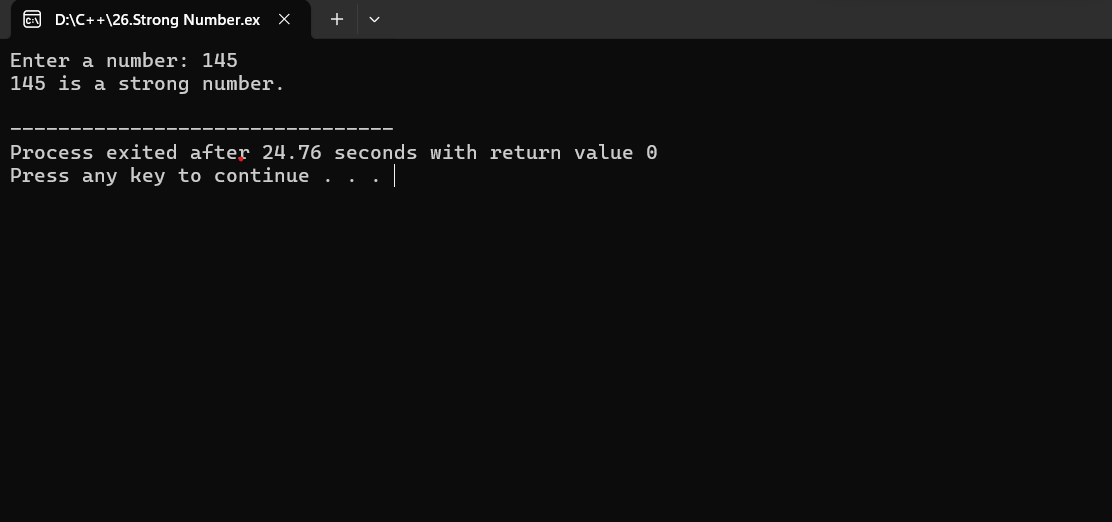 D:\C++\26.Strong Number.ex
Enter a number: 145
145 is a strong number.
--------------------------------
Process exited after 24.76 seconds with return value 0
Press any key to continue . . .